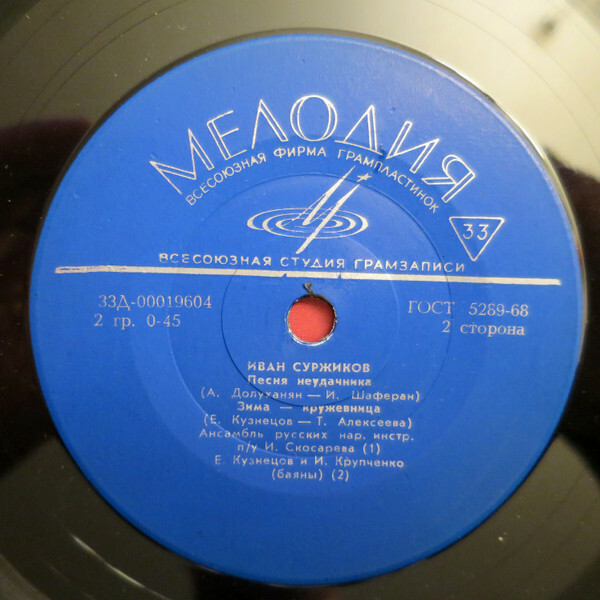 МЕЛОДИЯ
ВСЕСОЮЗНАЯ ФИРМА ГРАМПЛАСТИНОК
33
ВСЕСОЮЗНАЯ СТУДИЯ ГРАМЗАПИСИ
33Д-00019604
ГОСТ 5289-68
2 гр. 0-45
2 сторона
ИВАН СУРЖИКОВ
Песня неудачника
(А. Долуханян — И. Шаферан)
Зима — кружевница
(Е. Кузнецов — Т. Алексеева)
Ансамбль русских нар. инстр.
п/у И. Скосарева (1)
Е. Кузнецов и И. Крупченко
(баяны) (2)